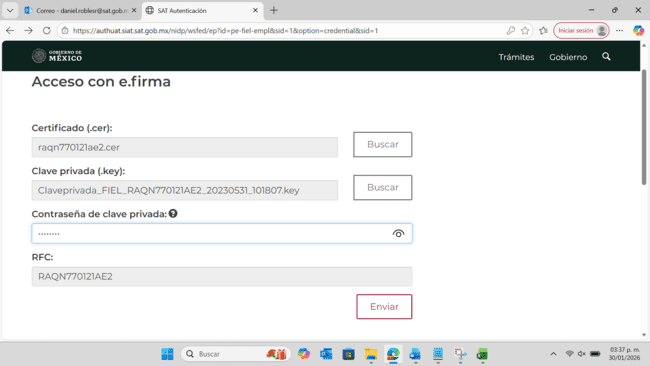 Correo - daniel.roblesr@sat.gob.m
SAT Autenticación
https://authuat.siat.sat.gob.mx/nidp/wsfed/ep?id=pe-fiel-empl&sid=1&option=credential&sid=1
Iniciar sesión
GOBIERNO DE
MÉXICO
Trámites
Gobierno
Acceso con e.firma
Certificado (.cer):
raqn770121ae2.cer
Buscar
Clave privada (.key):
Claveprivada_FIEL_RAQN770121AE2_20230531_101807.key
Buscar
Contraseña de clave privada:
········
RFC:
RAQN770121AE2
Enviar
Buscar
03:37 p. m.
30/01/2026